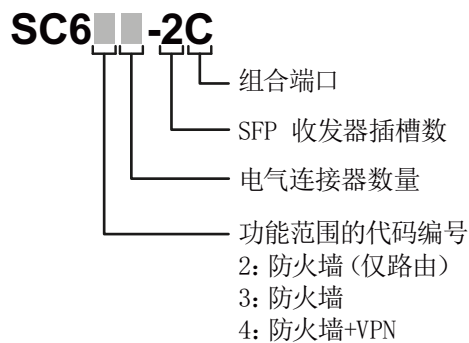 SC6 -2C
组合端口
SFP 收发器插槽数
电气连接器数量
功能范围的代码编号
2: 防火墙(仅路由)
3: 防火墙
4: 防火墙+VPN